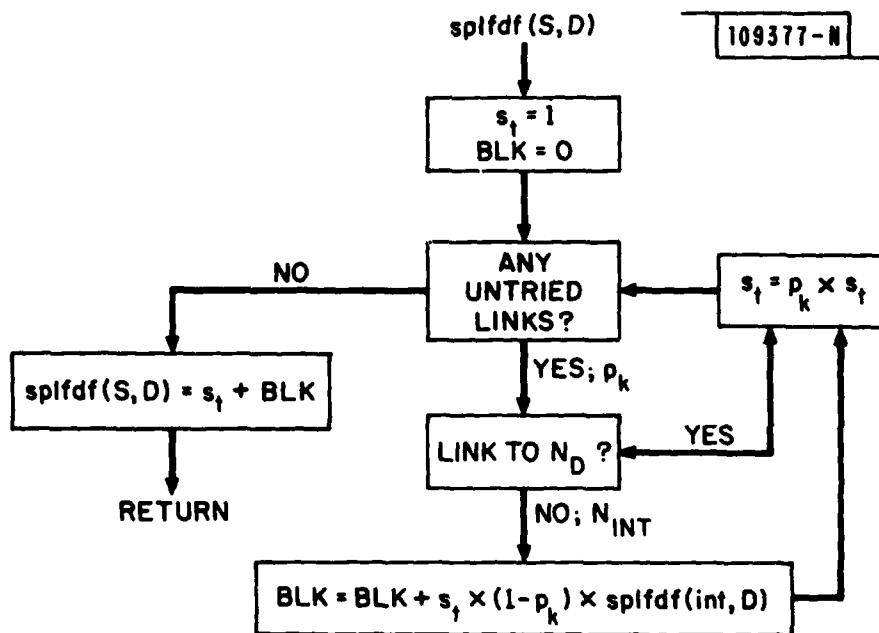 splfdf(S,D)
109377-N
s_t = 1
BLK = 0
ANY
UNTRIED
LINKS?
NO
s_t = p_k × s_t
splfdf(S,D) = s_t + BLK
YES; p_k
LINK TO N_D ?
YES
RETURN
NO; N_INT
BLK = BLK + s_t × (1-p_k) × splfdf(int, D)